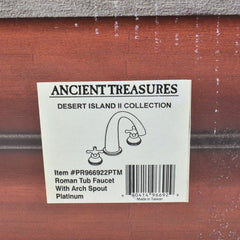 ANCIENT TREASURES
DESERT ISLAND II COLLECTION
Item #PR966922PTM
Roman Tub Faucet
With Arch Spout
Platinum
Made in Taiwan